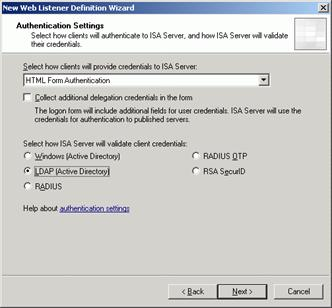 New Web Listener Definition Wizard
Authentication Settings
Select how clients will authenticate to ISA Server, and how ISA Server will validate
their credentials.
Select how clients will provide credentials to ISA Server:
HTML Form Authentication
Collect additional delegation credentials in the form
The logon form will include additional fields for user credentials. ISA Server will use the
credentials for authentication to published servers.
Select how ISA Server will validate client credentials:
Windows (Active Directory)
RADIUS OTP
LDAP (Active Directory)
RSA SecurID
RADIUS
Help about authentication settings
< Back
Next >
Cancel